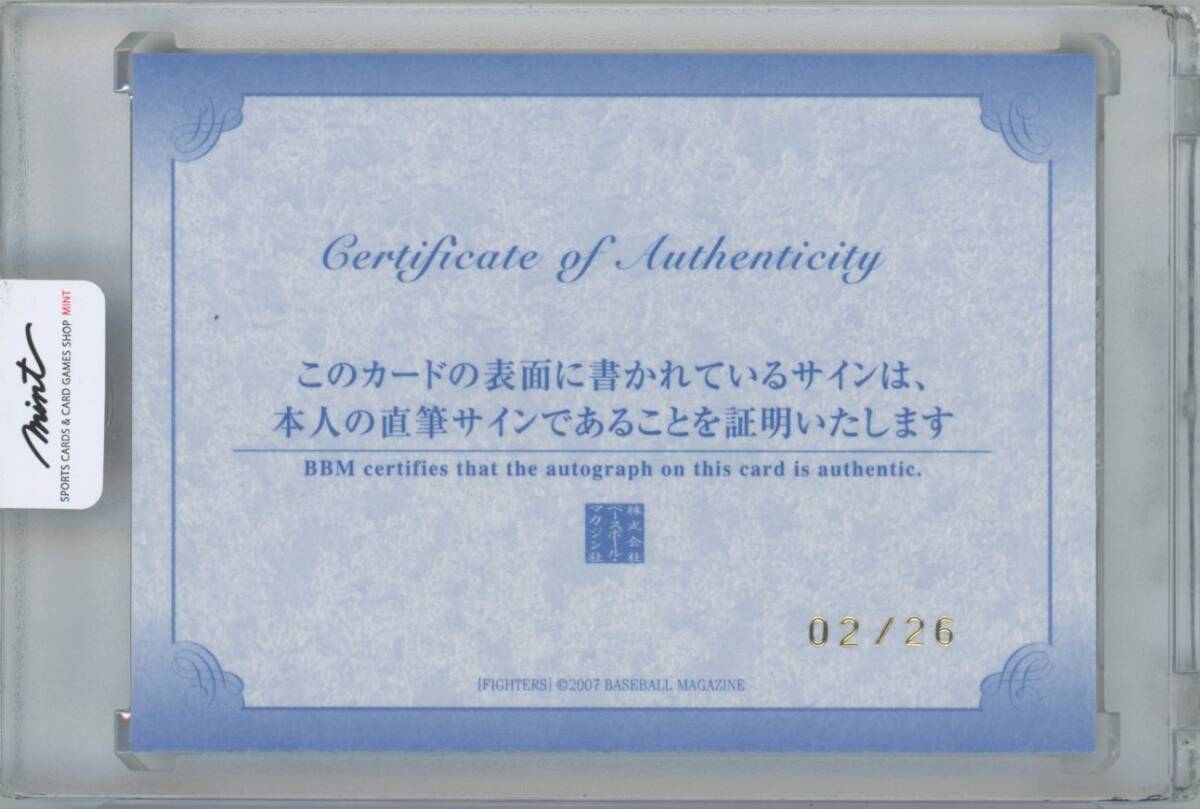 Certificate of Authenticity
このカードの表面に書かれているサインは、
本人の直筆サインであることを証明いたします
BBM certifies that the autograph on this card is authentic.
株式会社
ベースボール・
マガジン社
02/26
[FIGHTERS] ©2007 BASEBALL MAGAZINE
mint
SPORTS CARDS & CARD GAMES SHOP MINT